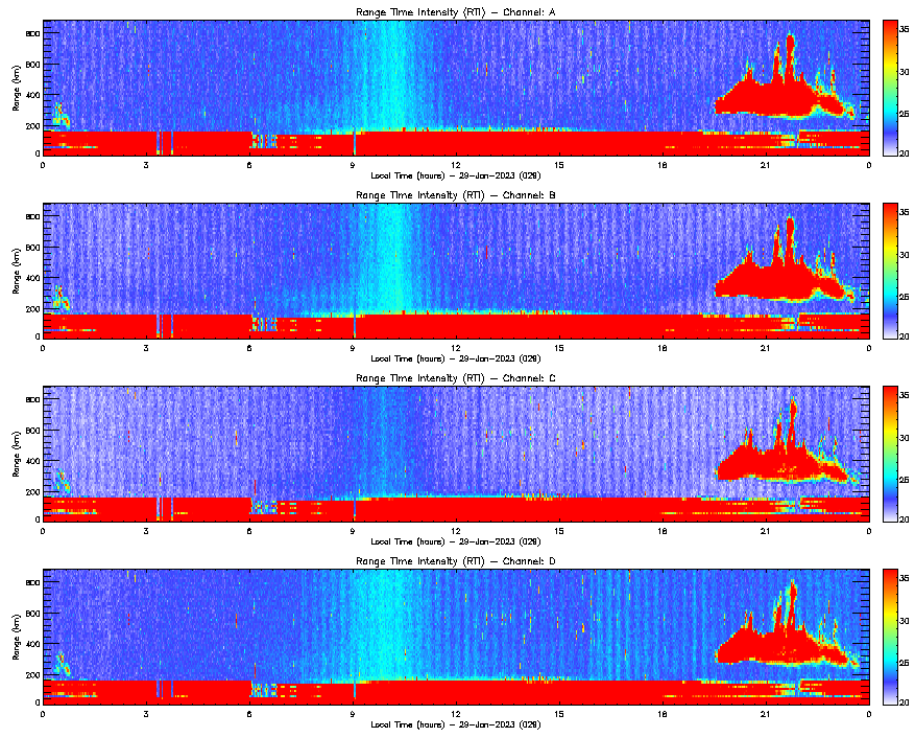 Range Time Intensity (RTI) – Channel: A
Range (km)
800
600
400
200
0
0 3 6 9 12 15 18 21 0
Local Time (hours) – 29-Jan-2023 (029)
35
30
25
20
Range Time Intensity (RTI) – Channel: B
Range (km)
800
600
400
200
0
0 3 6 9 12 15 18 21 0
Local Time (hours) – 29-Jan-2023 (029)
35
30
25
20
Range Time Intensity (RTI) – Channel: C
Range (km)
800
600
400
200
0
0 3 6 9 12 15 18 21 0
Local Time (hours) – 29-Jan-2023 (029)
35
30
25
20
Range Time Intensity (RTI) – Channel: D
Range (km)
800
600
400
200
0
0 3 6 9 12 15 18 21 0
Local Time (hours) – 29-Jan-2023 (029)
35
30
25
20